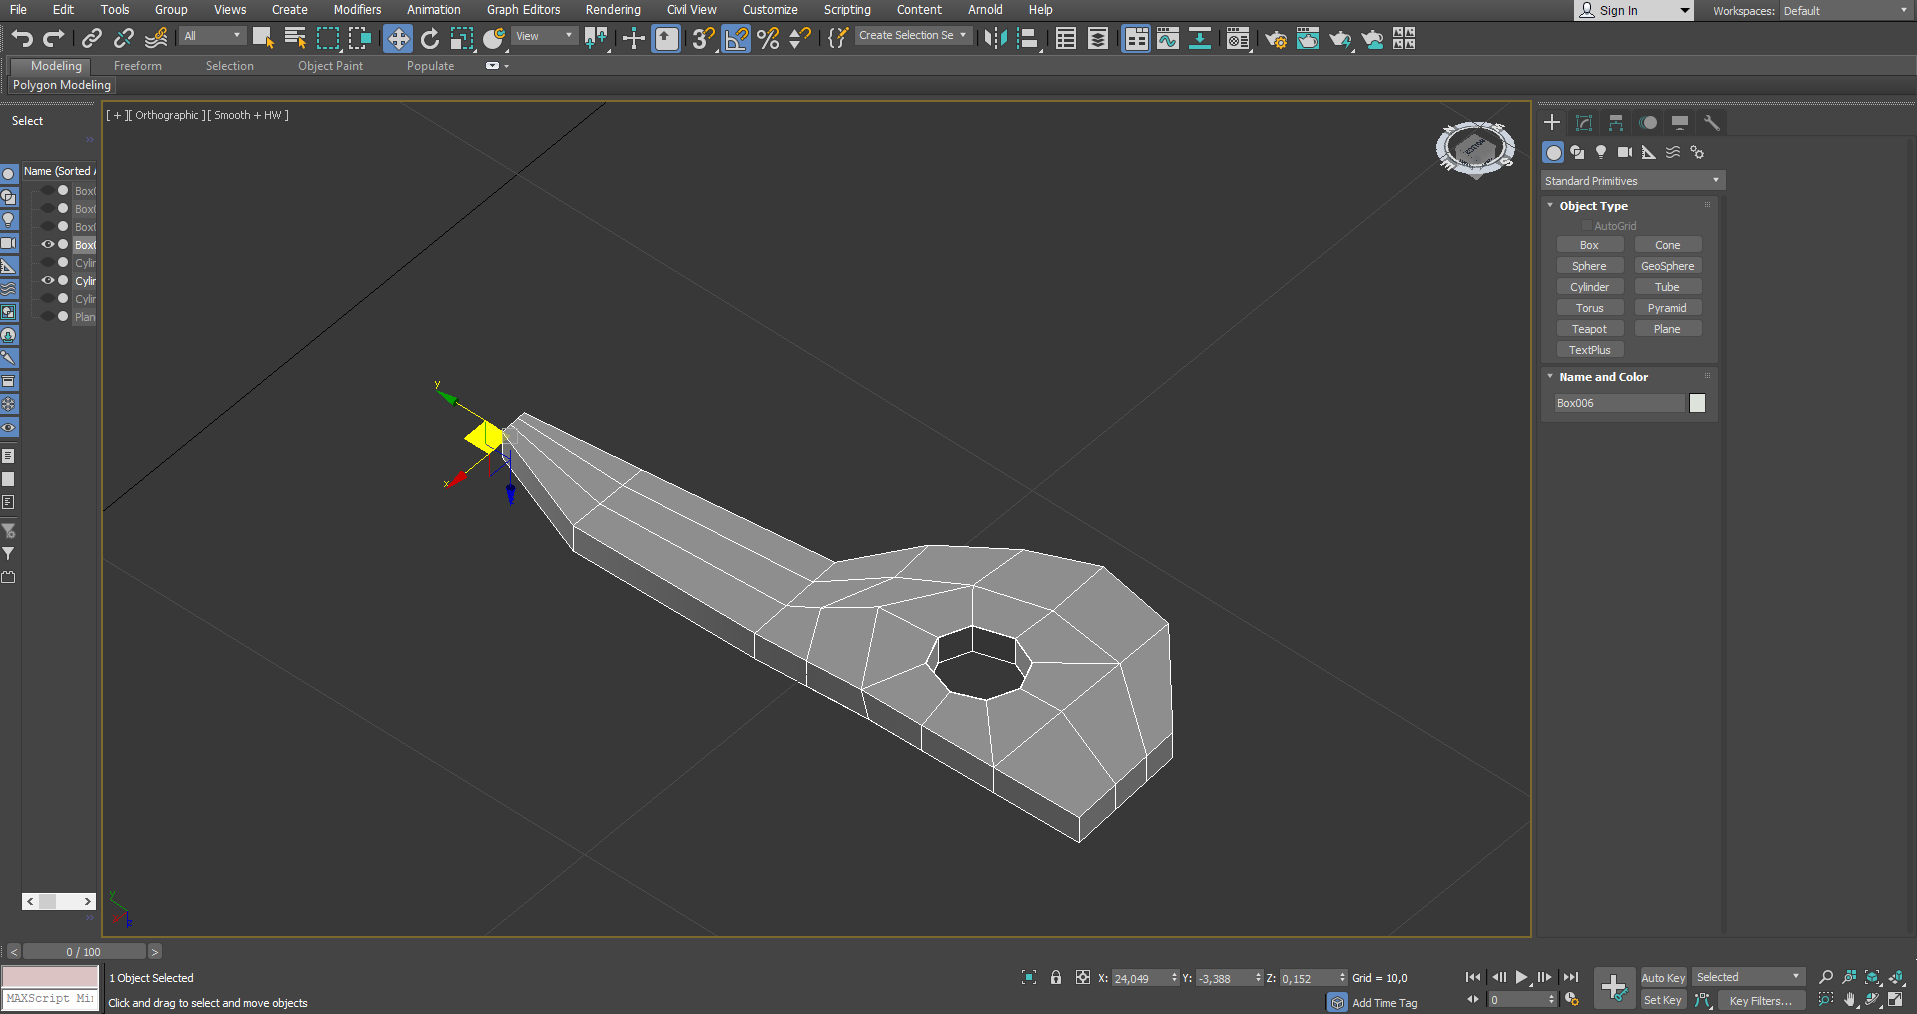 File Edit Tools Group Views Create Modifiers Animation Graph Editors Rendering Civil View Customize Scripting Content Arnold Help Sign In Workspaces: Default
All View Create Selection Se
Modeling Freeform Selection Object Paint Populate
Polygon Modeling
Select
Name (Sorted A
Box0
Box0
Box0
Box0
Cylin
Cylin
Cylin
Plan
[ + ][ Orthographic ][ Smooth + HW ]
y
x
Standard Primitives
Object Type
AutoGrid
Box Cone
Sphere GeoSphere
Cylinder Tube
Torus Pyramid
Teapot Plane
TextPlus
Name and Color
Box006
0 / 100
1 Object Selected
X: 24,049 Y: -3,388 Z: 0,152 Grid = 10,0
Auto Key Selected
MAXScript Mi
Click and drag to select and move objects
Add Time Tag
0
Set Key Key Filters...